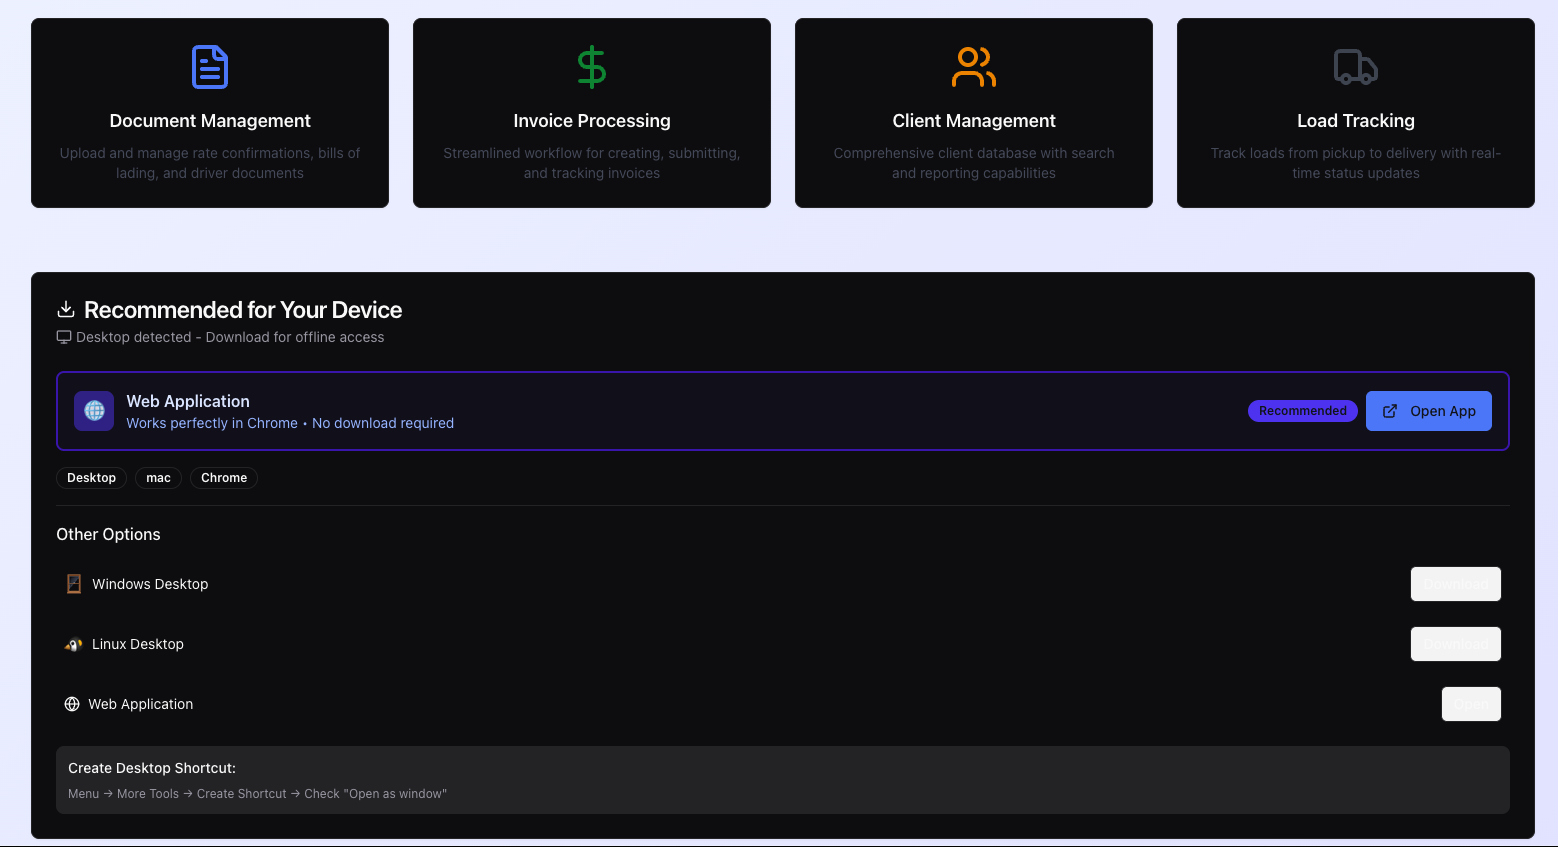 Document Management
Upload and manage rate confirmations, bills of
lading, and driver documents
Invoice Processing
Streamlined workflow for creating, submitting,
and tracking invoices
Client Management
Comprehensive client database with search
and reporting capabilities
Load Tracking
Track loads from pickup to delivery with real-
time status updates
Recommended for Your Device
Desktop detected - Download for offline access
Web Application
Works perfectly in Chrome • No download required
Recommended
Open App
Desktop
mac
Chrome
Other Options
Windows Desktop
Download
Linux Desktop
Download
Web Application
Open
Create Desktop Shortcut:
Menu → More Tools → Create Shortcut → Check "Open as window"